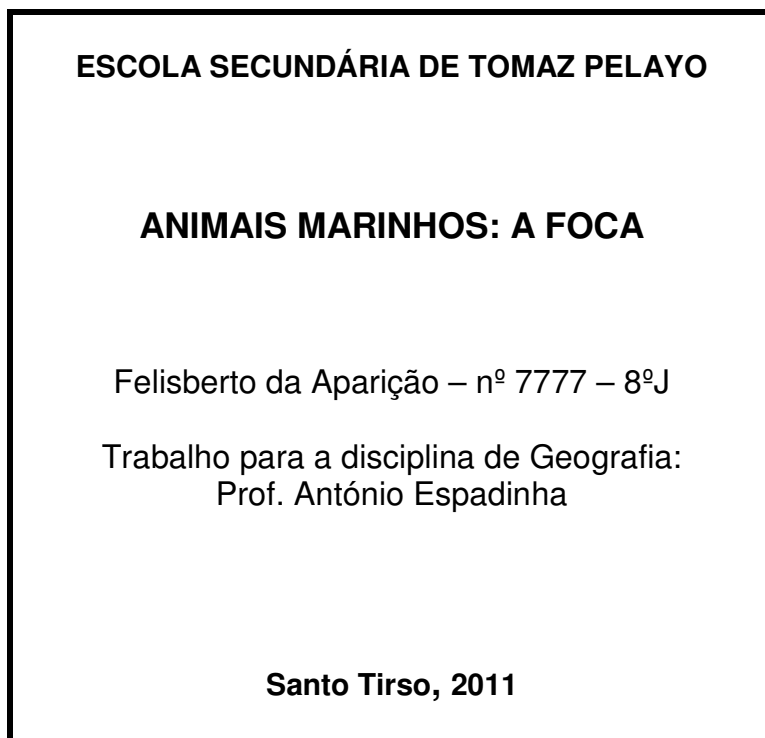 ESCOLA SECUNDÁRIA DE TOMAZ PELAYO
ANIMAIS MARINHOS: A FOCA
Felisberto da Aparição – nº 7777 – 8ºJ
Trabalho para a disciplina de Geografia:
Prof. António Espadinha
Santo Tirso, 2011